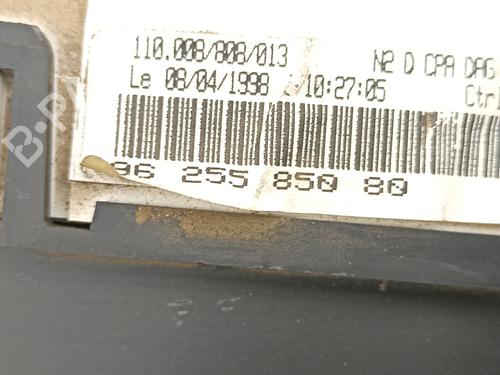 110.008/808/013 N2 D CPA DAG
Le 08/04/1998 10:27:05 Ctrl
96 255 850 80
B-PARTS